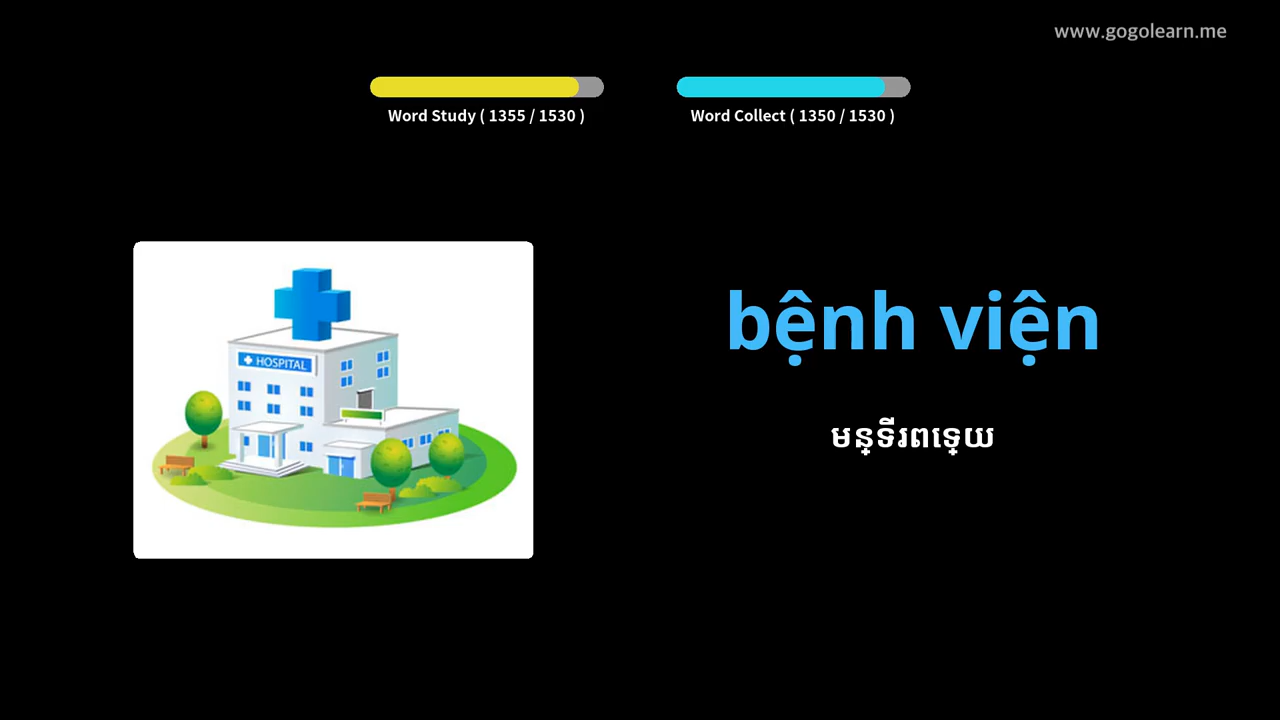 www.gogolearn.me
Word Study ( 1355 / 1530 )
Word Collect ( 1350 / 1530 )
HOSPITAL
bệnh viện
មន្ទីរពេទ្យ